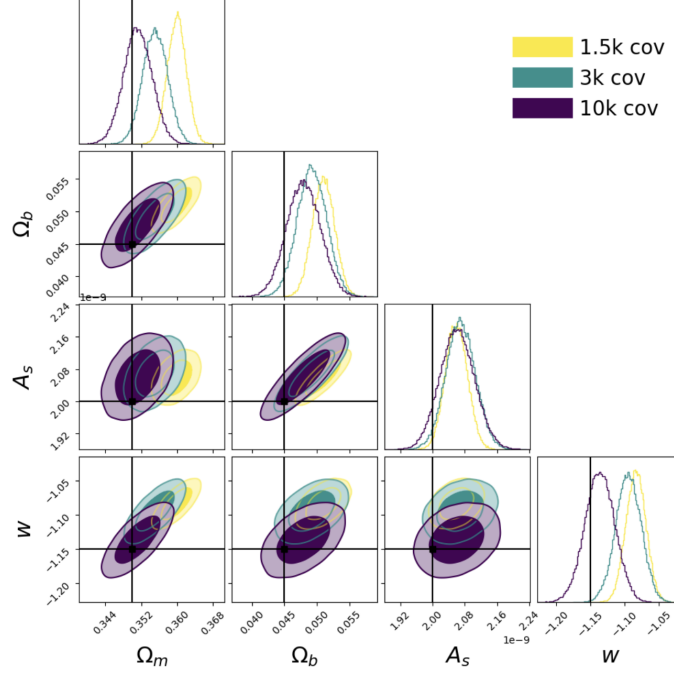 1.5k cov
3k cov
10k cov
0.055
0.050
0.045
0.040
Ω_b
1e−9
2.24
2.16
2.08
2.00
1.92
A_s
−1.05
−1.10
−1.15
−1.20
w
0.344 0.352 0.360 0.368
0.040 0.045 0.050 0.055
1.92 2.00 2.08 2.16 2.24
1e−9
−1.20 −1.15 −1.10 −1.05
Ω_m Ω_b A_s w